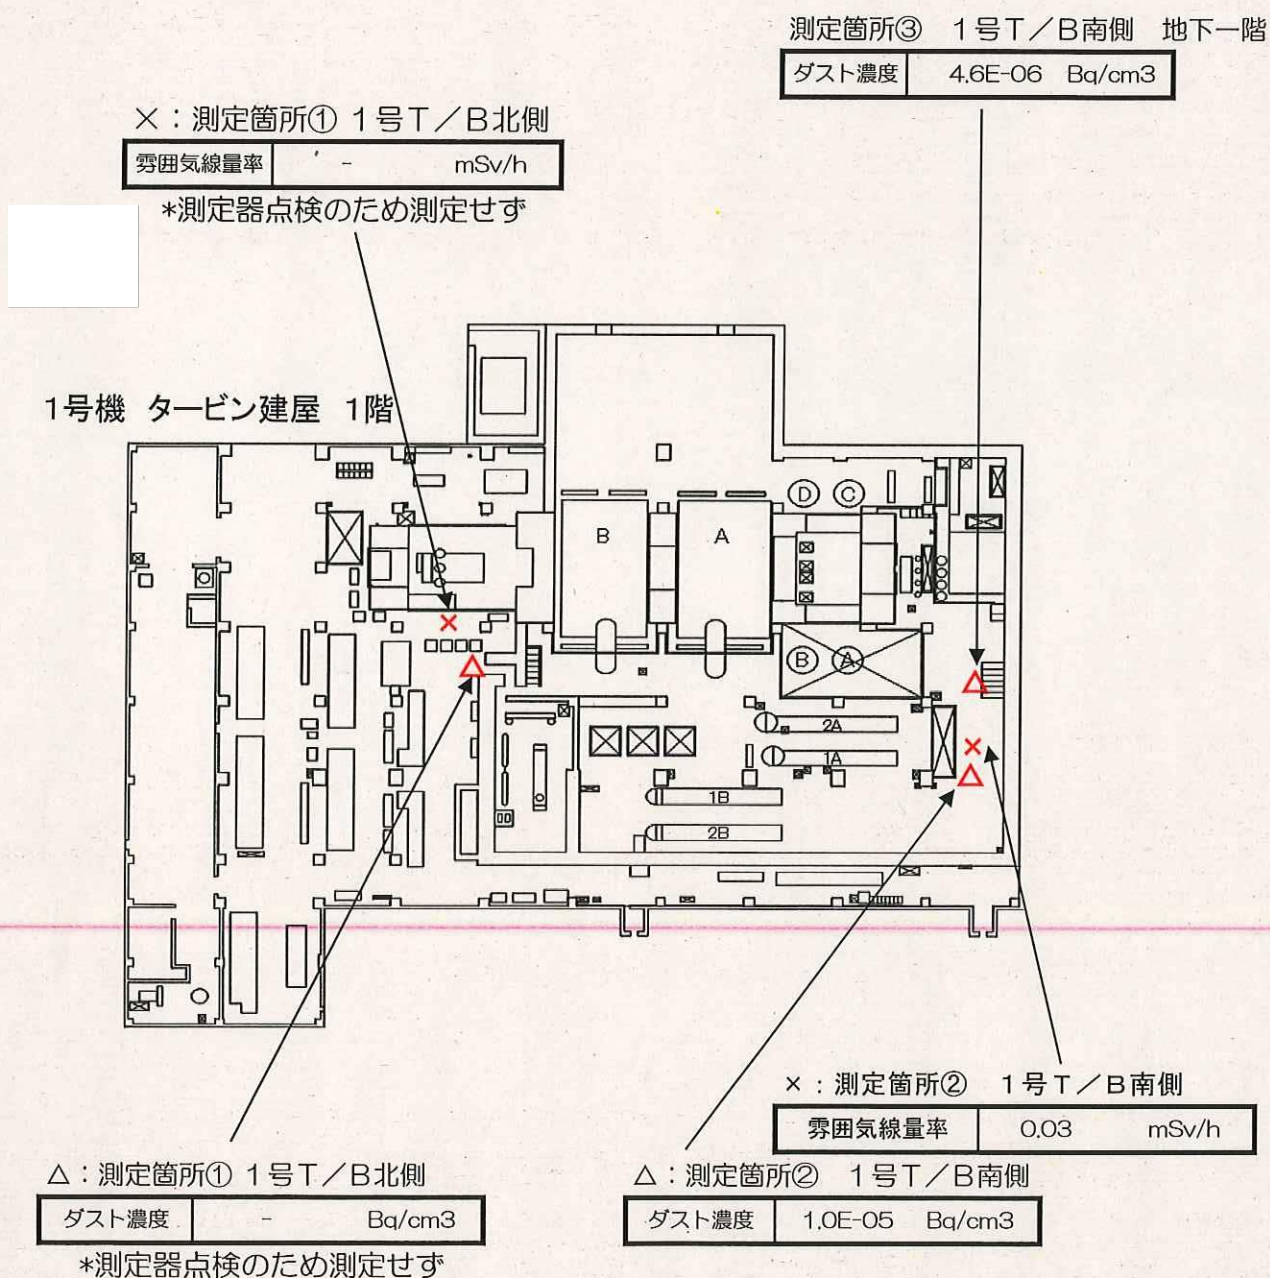 測定箇所③ 1号T/B南側 地下一階
ダスト濃度 4.6E-06 Bq/cm3
×:測定箇所① 1号T/B北側
雰囲気線量率 - mSv/h
*測定器点検のため測定せず
1号機 タービン建屋 1階
D C
B A
B A
2A
1A
1B
2B
×:測定箇所② 1号T/B南側
雰囲気線量率 0.03 mSv/h
△:測定箇所① 1号T/B北側
ダスト濃度 - Bq/cm3
*測定器点検のため測定せず
△:測定箇所② 1号T/B南側
ダスト濃度 1.0E-05 Bq/cm3